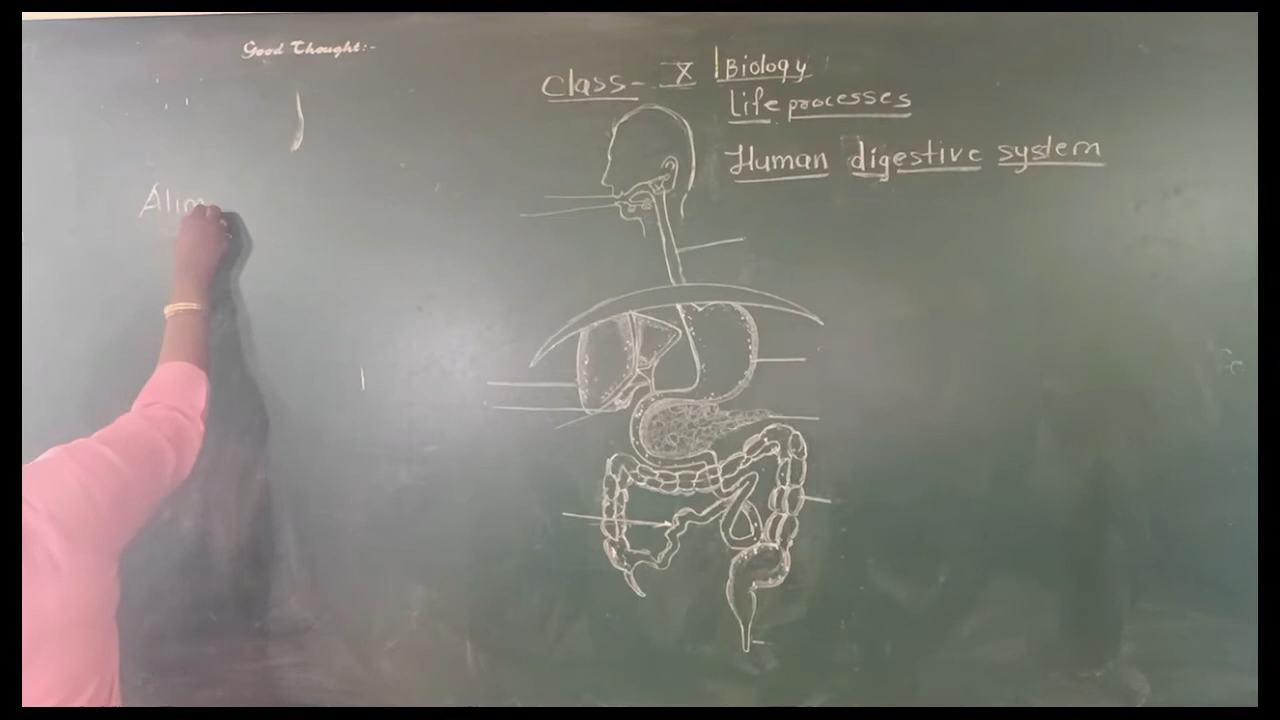 Good Thought:-
Class- X Biology
Life processes
Human digestive system
Alim